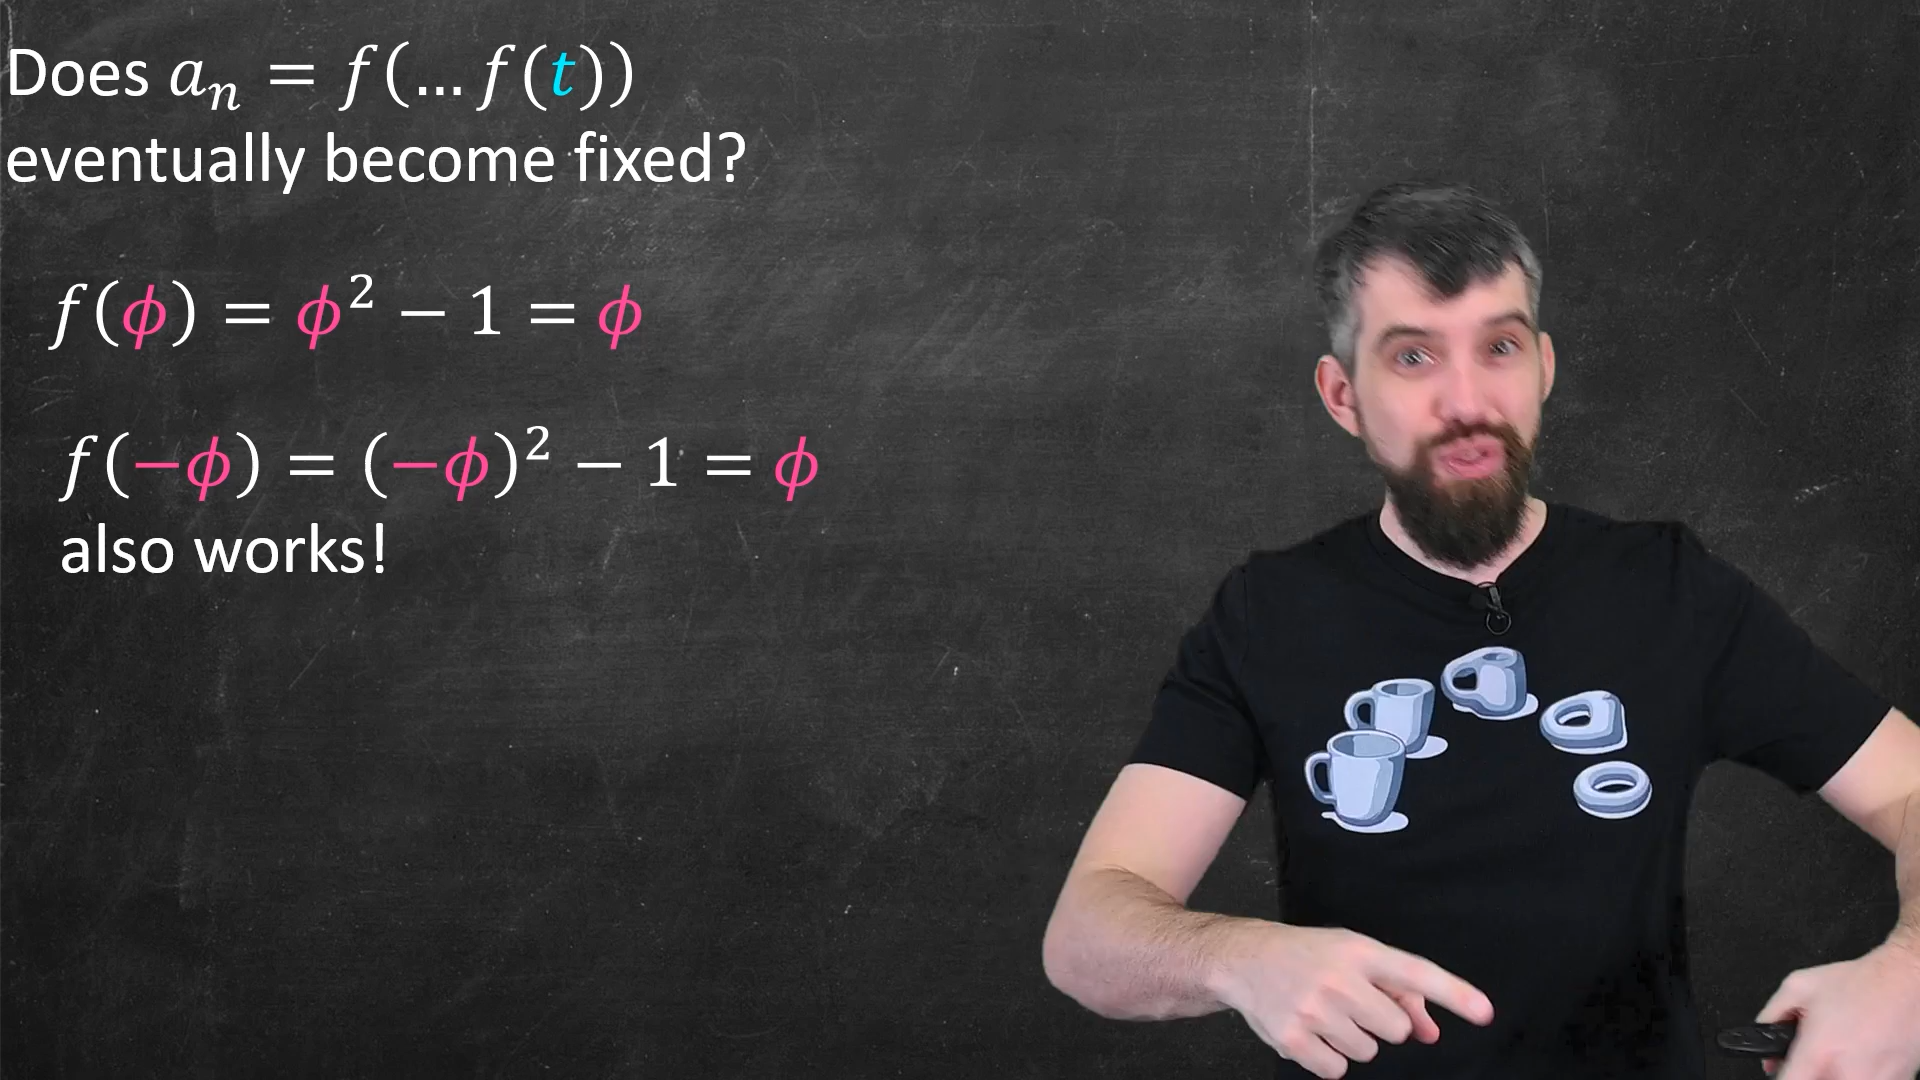 Does aₙ = f(…f(t))
eventually become fixed?
f(ϕ) = ϕ² − 1 = ϕ
f(−ϕ) = (−ϕ)² − 1 = ϕ
also works!